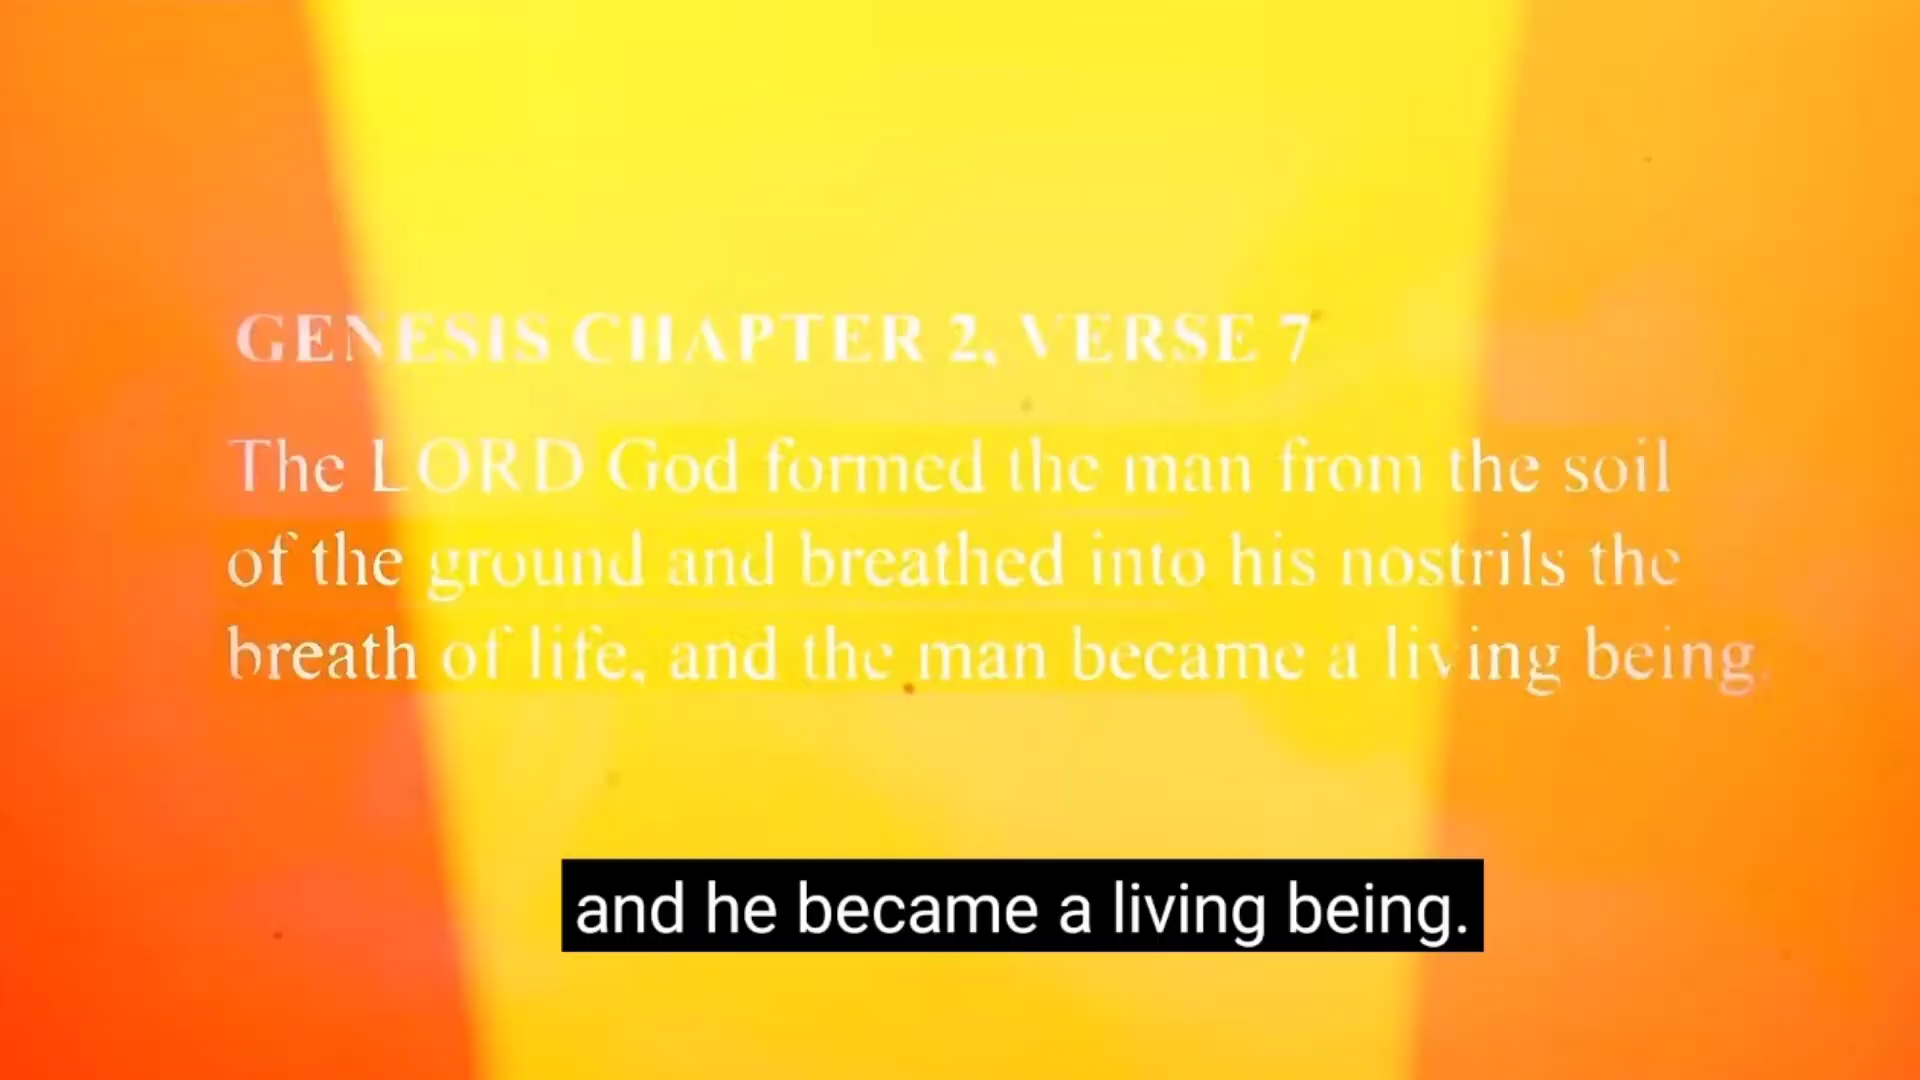 GENESIS CHAPTER 2, VERSE 7
The LORD God formed the man from the soil
of the ground and breathed into his nostrils the
breath of life, and the man became a living being.
and he became a living being.